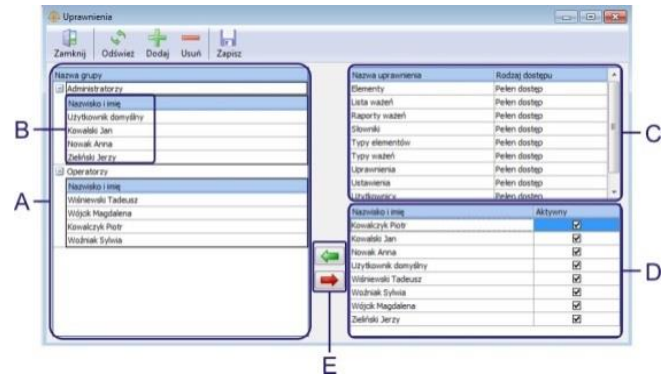 Uprawnienia
Zamknij Odśwież Dodaj Usuń Zapisz
Nazwa grupy
Administratorzy
Nazwisko i imię
Użytkownik domyślny
Kowalski Jan
Nowak Anna
Zieliński Jerzy
Operatorzy
Nazwisko i imię
Wiśniewski Tadeusz
Wójcik Magdalena
Kowalczyk Piotr
Woźniak Sylwia
B
A
Nazwa uprawnienia Rodzaj dostępu
Elementy Pełen dostęp
Lista ważeń Pełen dostęp
Raporty ważeń Pełen dostęp
Słowniki Pełen dostęp
Typy elementów Pełen dostęp
Typy ważeń Pełen dostęp
Uprawnienia Pełen dostęp
Ustawienia Pełen dostęp
Użytkownicy Pełen dostęp
C
Nazwisko i imię Aktywny
Kowalczyk Piotr
Kowalski Jan
Nowak Anna
Użytkownik domyślny
Wiśniewski Tadeusz
Woźniak Sylwia
Wójcik Magdalena
Zieliński Jerzy
D
E